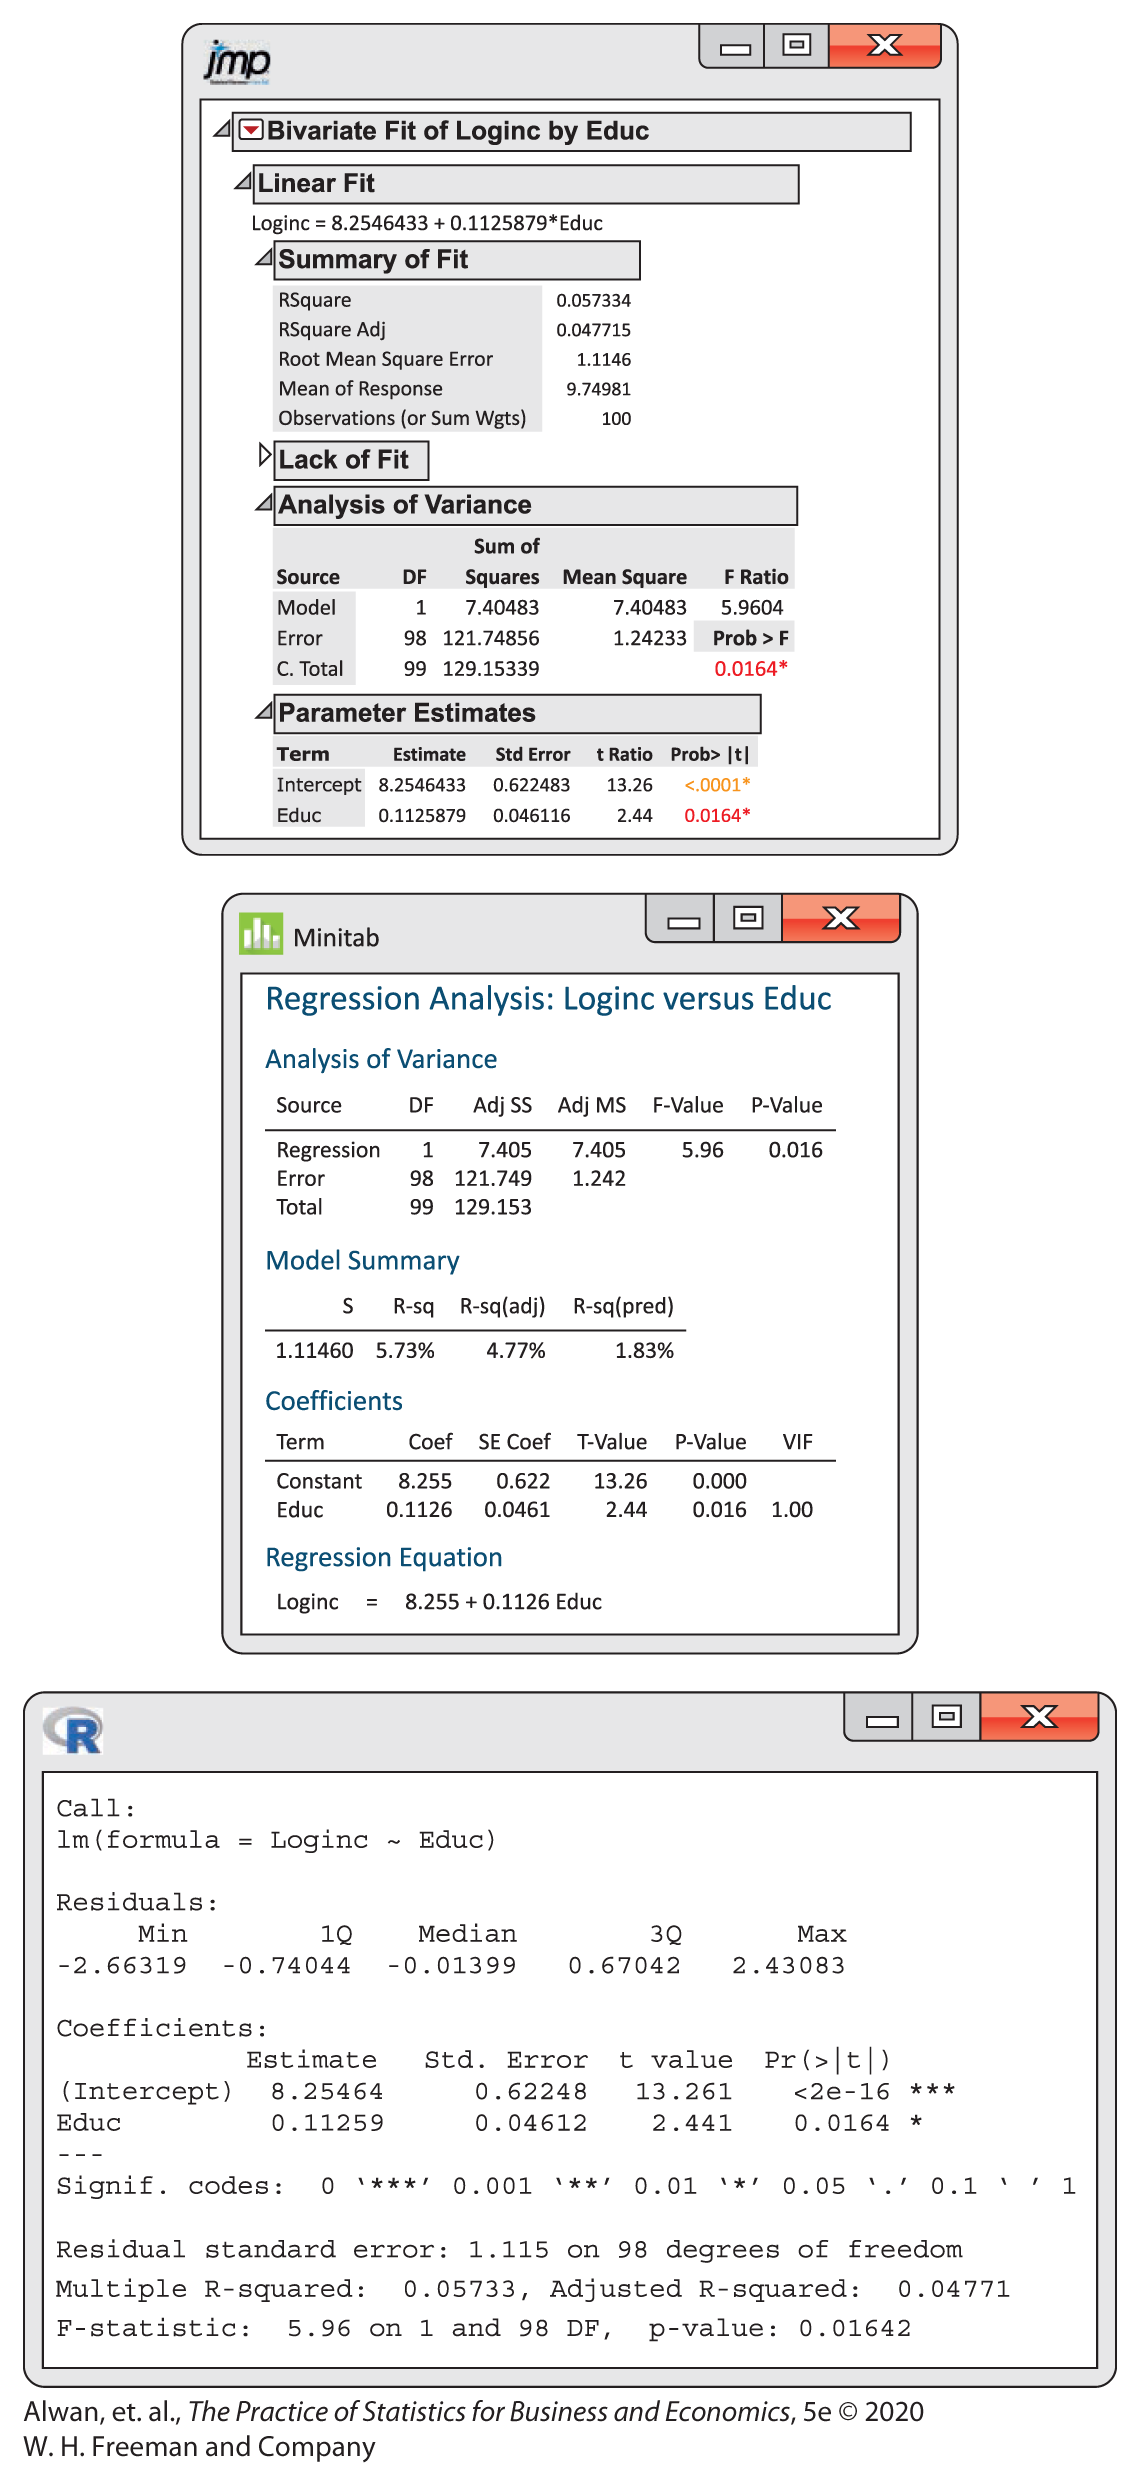 jmp
Bivariate Fit of Loginc by Educ
Linear Fit
Loginc = 8.2546433 + 0.1125879*Educ
Summary of Fit
RSquare 0.057334
RSquare Adj 0.047715
Root Mean Square Error 1.1146
Mean of Response 9.74981
Observations (or Sum Wgts) 100
Lack of Fit
Analysis of Variance
Sum of
Source DF Squares Mean Square F Ratio
Model 1 7.40483 7.40483 5.9604
Error 98 121.74856 1.24233 Prob > F
C. Total 99 129.15339 0.0164*
Parameter Estimates
Term Estimate Std Error t Ratio Prob> |t|
Intercept 8.2546433 0.622483 13.26 <.0001*
Educ 0.1125879 0.046116 2.44 0.0164*
Minitab
Regression Analysis: Loginc versus Educ
Analysis of Variance
Source DF Adj SS Adj MS F-Value P-Value
Regression 1 7.405 7.405 5.96 0.016
Error 98 121.749 1.242
Total 99 129.153
Model Summary
S R-sq R-sq(adj) R-sq(pred)
1.11460 5.73% 4.77% 1.83%
Coefficients
Term Coef SE Coef T-Value P-Value VIF
Constant 8.255 0.622 13.26 0.000
Educ 0.1126 0.0461 2.44 0.016 1.00
Regression Equation
Loginc = 8.255 + 0.1126 Educ
R
Call:
lm(formula = Loginc ~ Educ)
Residuals:
Min 1Q Median 3Q Max
-2.66319 -0.74044 -0.01399 0.67042 2.43083
Coefficients:
Estimate Std. Error t value Pr(>|t|)
(Intercept) 8.25464 0.62248 13.261 <2e-16 ***
Educ 0.11259 0.04612 2.441 0.0164 *
---
Signif. codes: 0 ‘***’ 0.001 ‘**’ 0.01 ‘*’ 0.05 ‘.’ 0.1 ‘ ’ 1
Residual standard error: 1.115 on 98 degrees of freedom
Multiple R-squared: 0.05733, Adjusted R-squared: 0.04771
F-statistic: 5.96 on 1 and 98 DF, p-value: 0.01642
Alwan, et. al., The Practice of Statistics for Business and Economics, 5e © 2020
W. H. Freeman and Company